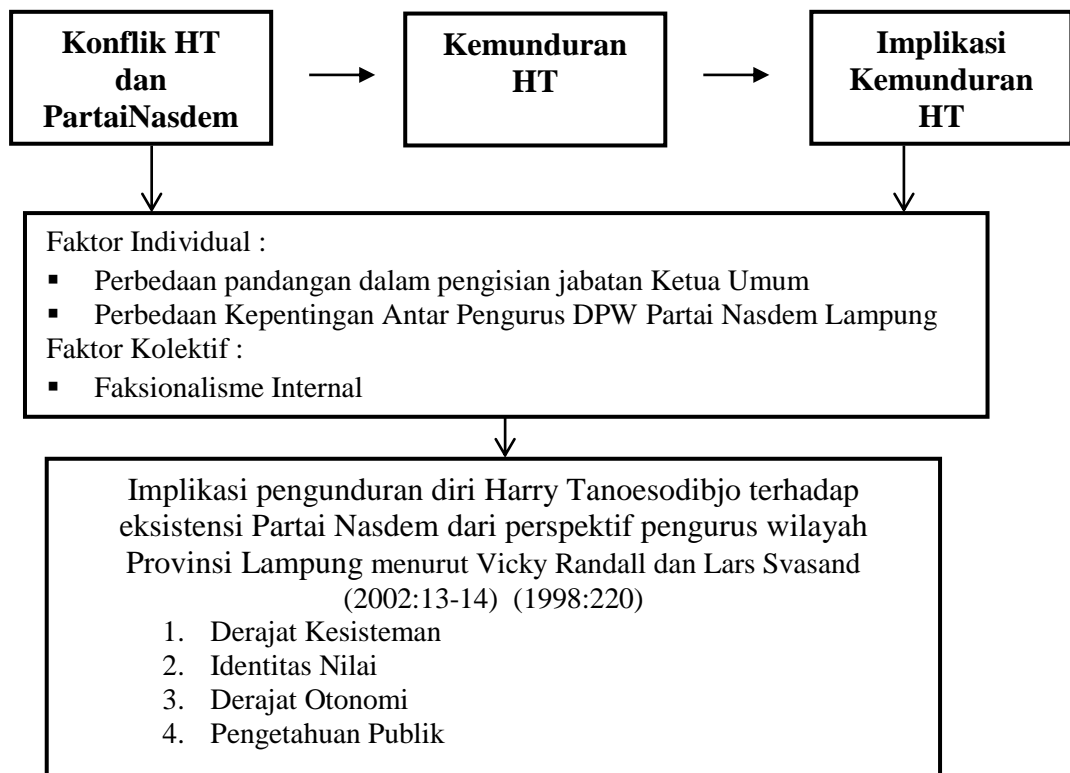 Konflik HT
dan
PartaiNasdem
Kemunduran
HT
Implikasi
Kemunduran
HT
Faktor Individual :
▪ Perbedaan pandangan dalam pengisian jabatan Ketua Umum
▪ Perbedaan Kepentingan Antar Pengurus DPW Partai Nasdem Lampung
Faktor Kolektif :
▪ Faksionalisme Internal
Implikasi pengunduran diri Harry Tanoesodibjo terhadap
eksistensi Partai Nasdem dari perspektif pengurus wilayah
Provinsi Lampung menurut Vicky Randall dan Lars Svasand
(2002:13-14) (1998:220)
1. Derajat Kesisteman
2. Identitas Nilai
3. Derajat Otonomi
4. Pengetahuan Publik